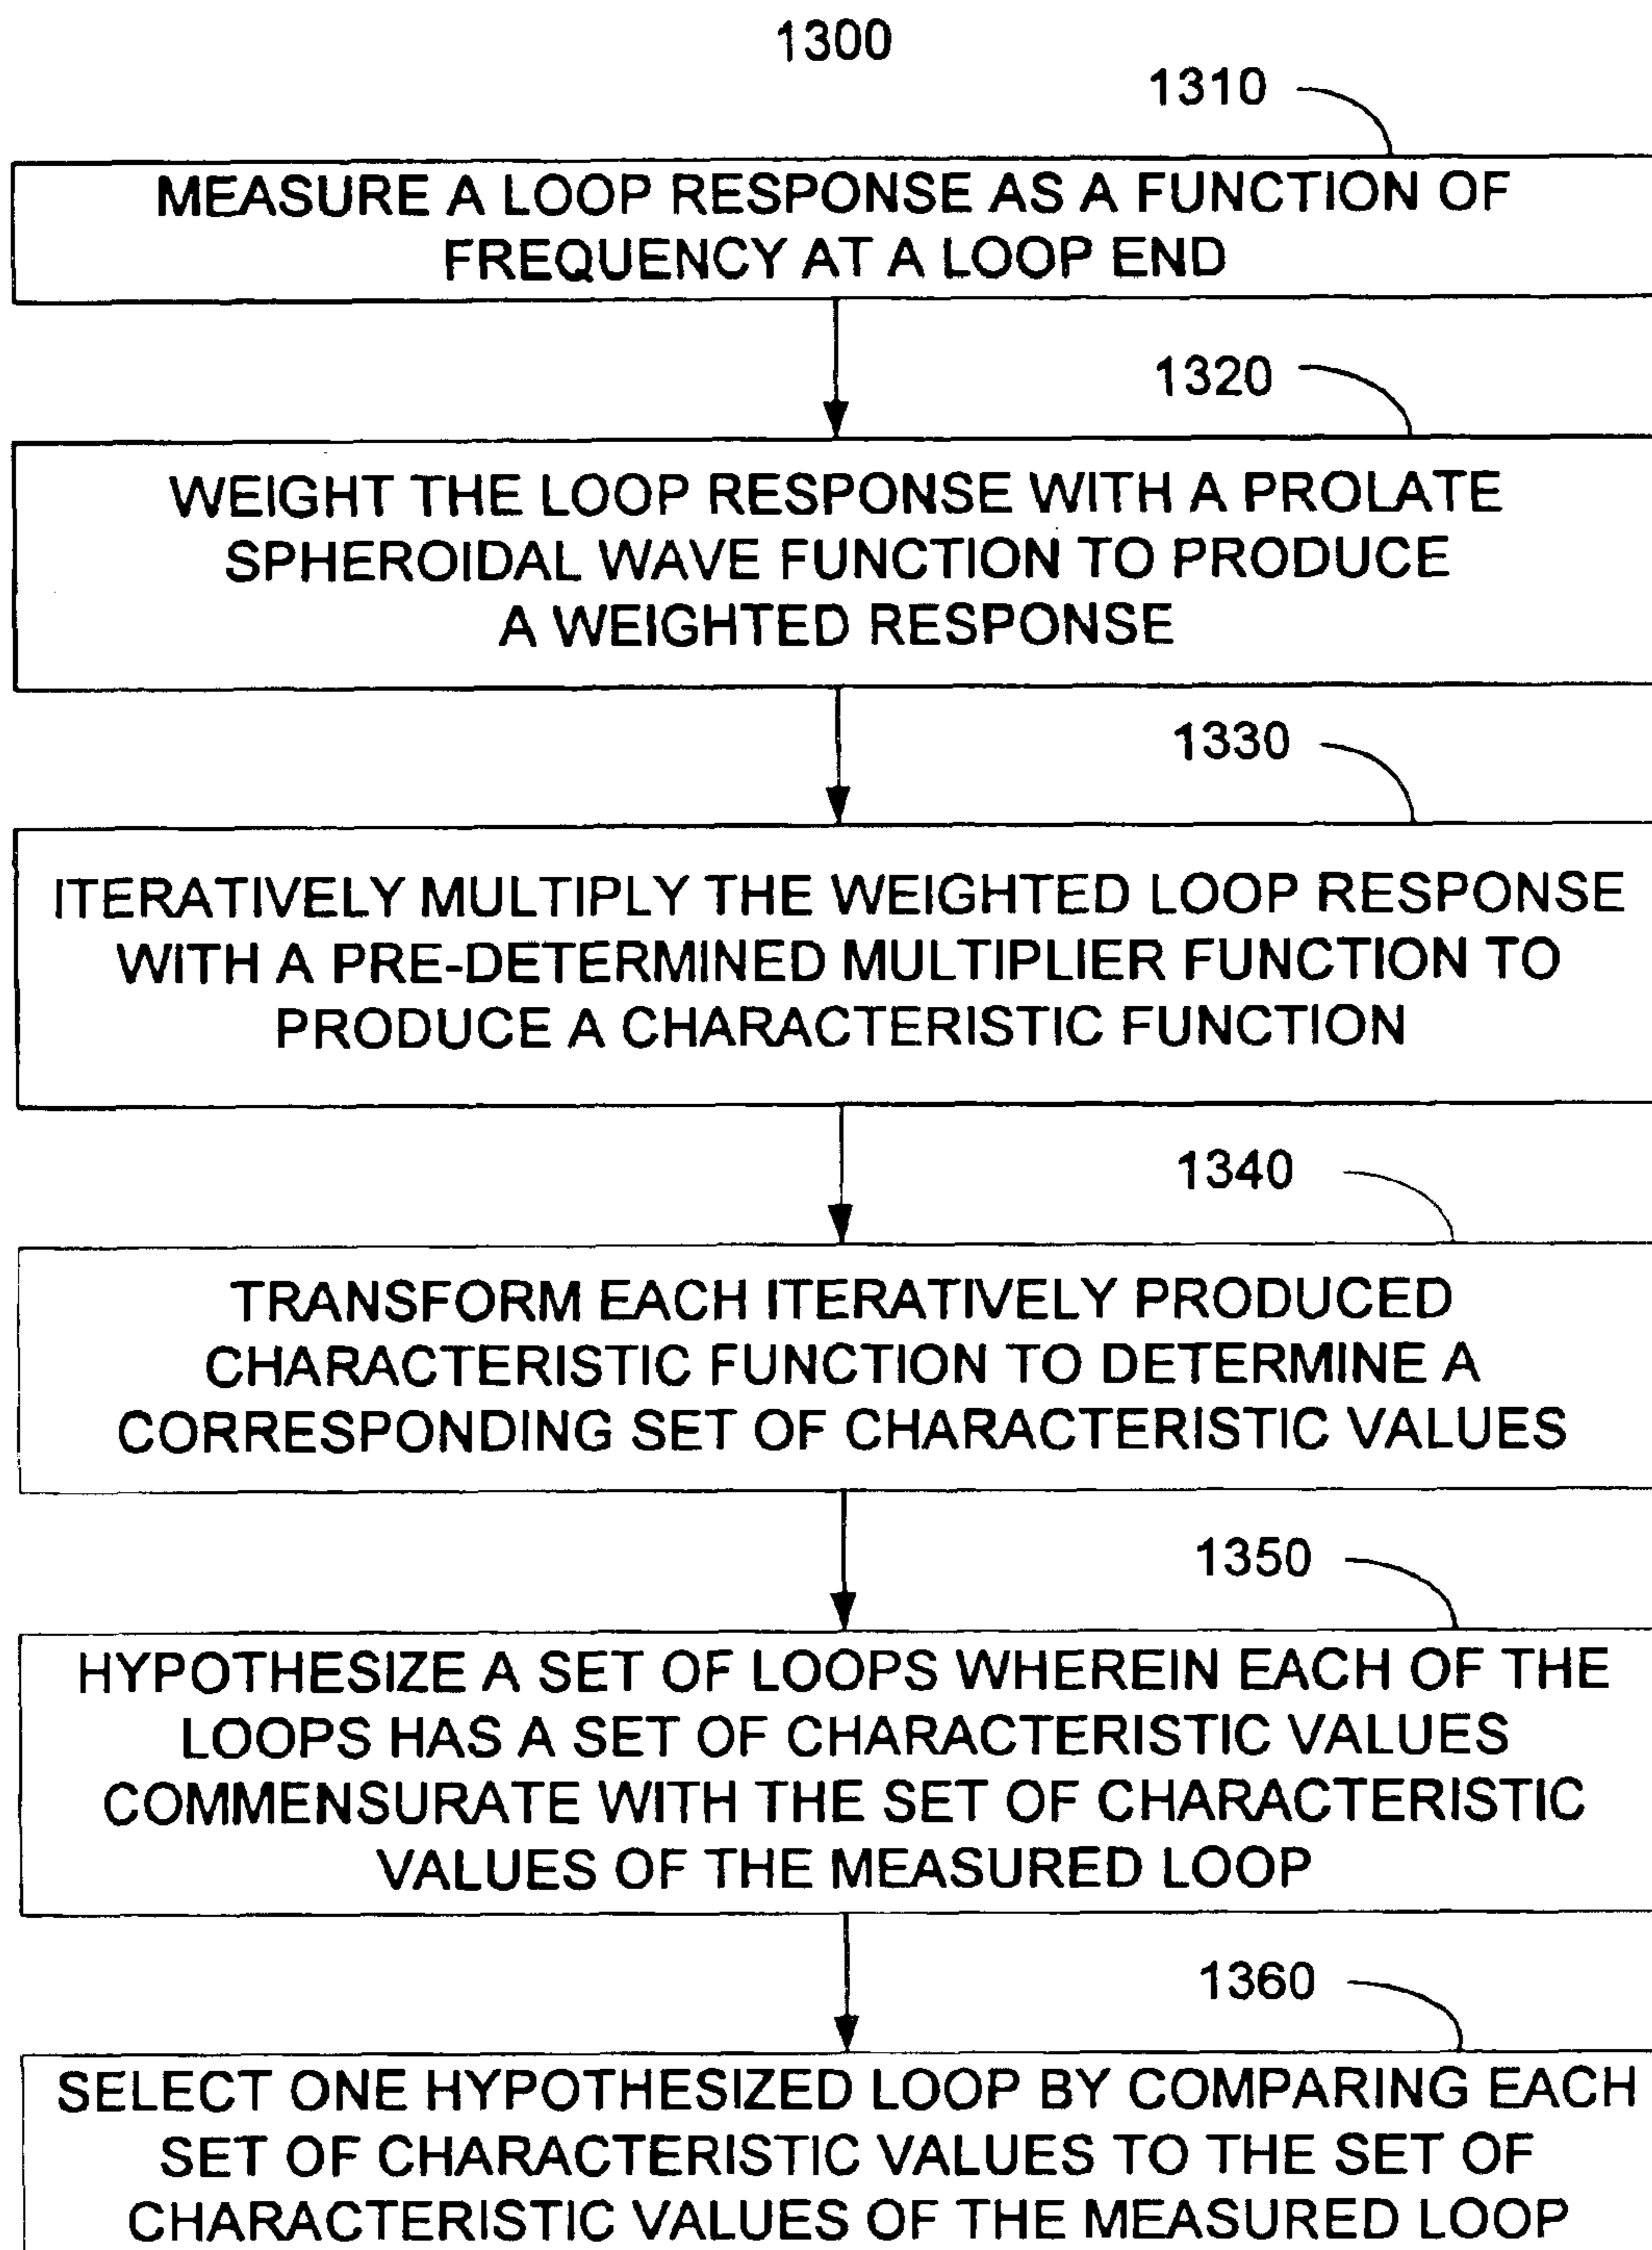 1300
1310
MEASURE A LOOP RESPONSE AS A FUNCTION OF
FREQUENCY AT A LOOP END
1320
WEIGHT THE LOOP RESPONSE WITH A PROLATE
SPHEROIDAL WAVE FUNCTION TO PRODUCE
A WEIGHTED RESPONSE
1330
ITERATIVELY MULTIPLY THE WEIGHTED LOOP RESPONSE
WITH A PRE-DETERMINED MULTIPLIER FUNCTION TO
PRODUCE A CHARACTERISTIC FUNCTION
1340
TRANSFORM EACH ITERATIVELY PRODUCED
CHARACTERISTIC FUNCTION TO DETERMINE A
CORRESPONDING SET OF CHARACTERISTIC VALUES
1350
HYPOTHESIZE A SET OF LOOPS WHEREIN EACH OF THE
LOOPS HAS A SET OF CHARACTERISTIC VALUES
COMMENSURATE WITH THE SET OF CHARACTERISTIC
VALUES OF THE MEASURED LOOP
1360
SELECT ONE HYPOTHESIZED LOOP BY COMPARING EACH
SET OF CHARACTERISTIC VALUES TO THE SET OF
CHARACTERISTIC VALUES OF THE MEASURED LOOP